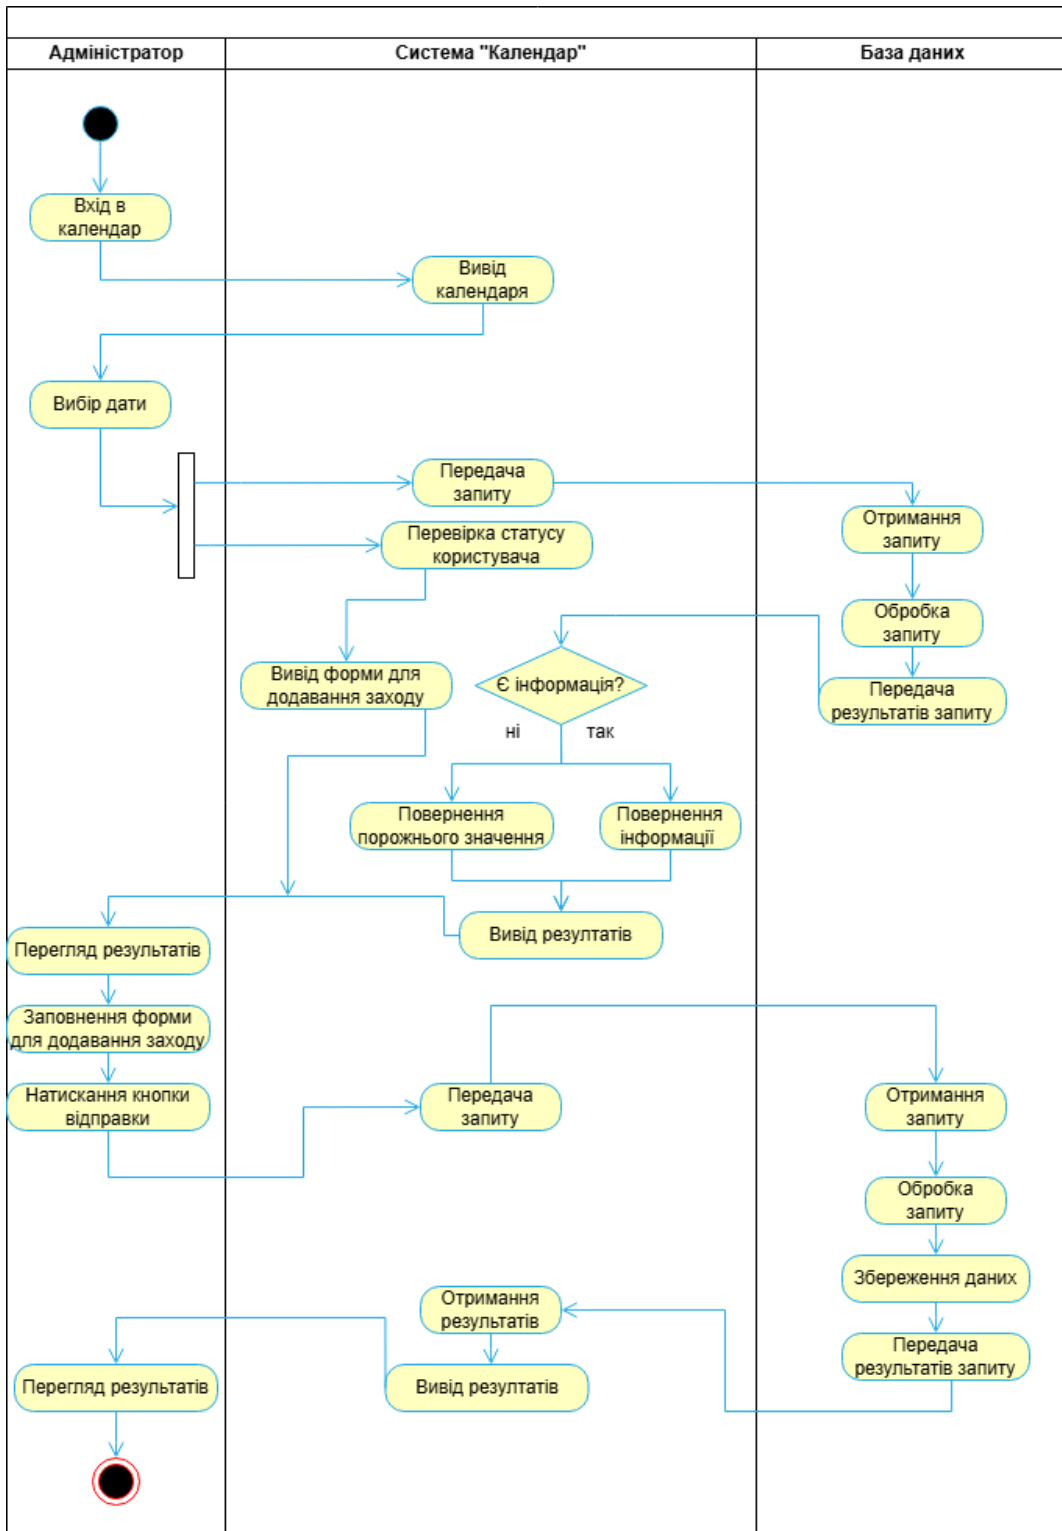 Адміністратор
Система "Календар"
База даних
Вхід в
календар
Вивід
календаря
Вибір дати
Передача
запиту
Отримання
запиту
Перевірка статусу
користувача
Обробка
запиту
Вивід форми для
додавання заходу
Є інформація?
Передача
результатів запиту
ні
так
Повернення
порожнього значення
Повернення
інформації
Вивід резултатів
Перегляд результатів
Заповнення форми
для додавання заходу
Натискання кнопки
відправки
Передача
запиту
Отримання
запиту
Обробка
запиту
Збереження даних
Отримання
результатів
Передача
результатів запиту
Вивід резултатів
Перегляд результатів